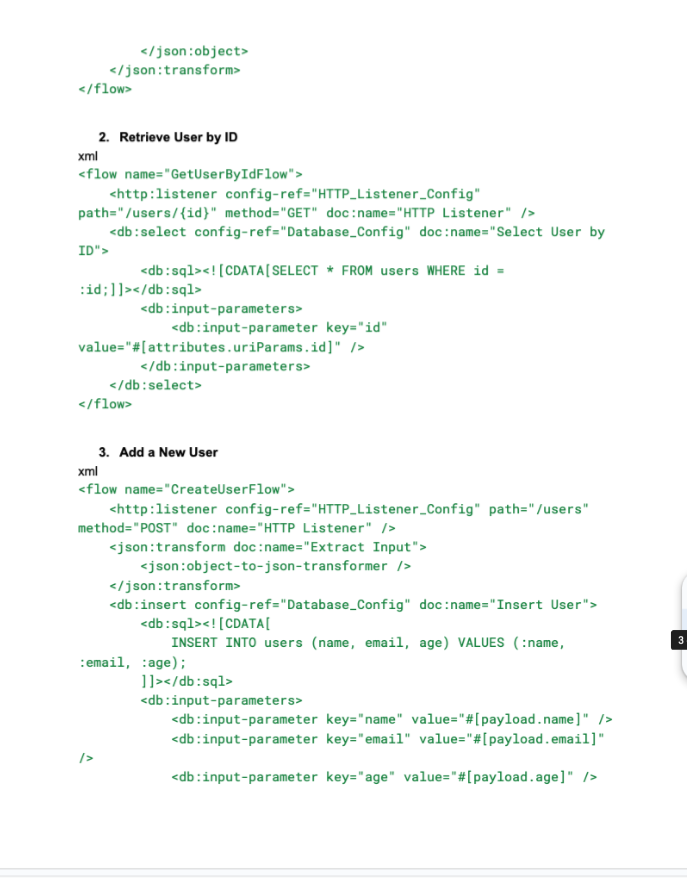 </json:object>
</json:transform>
</flow>
2. Retrieve User by ID
xml
<flow name="GetUserByIdFlow">
<http:listener config-ref="HTTP_Listener_Config"
path="/users/{id}" method="GET" doc:name="HTTP Listener" />
<db:select config-ref="Database_Config" doc:name="Select User by
ID">
<db:sql><![CDATA[SELECT * FROM users WHERE id =
:id;]]></db:sql>
<db:input-parameters>
<db:input-parameter key="id"
value="#[attributes.uriParams.id]" />
</db:input-parameters>
</db:select>
</flow>
3. Add a New User
xml
<flow name="CreateUserFlow">
<http:listener config-ref="HTTP_Listener_Config" path="/users"
method="POST" doc:name="HTTP Listener" />
<json:transform doc:name="Extract Input">
<json:object-to-json-transformer />
</json:transform>
<db:insert config-ref="Database_Config" doc:name="Insert User">
<db:sql><![CDATA[
INSERT INTO users (name, email, age) VALUES (:name,
:email, :age);
]]></db:sql>
<db:input-parameters>
<db:input-parameter key="name" value="#[payload.name]" />
<db:input-parameter key="email" value="#[payload.email]"
/>
<db:input-parameter key="age" value="#[payload.age]" />
3